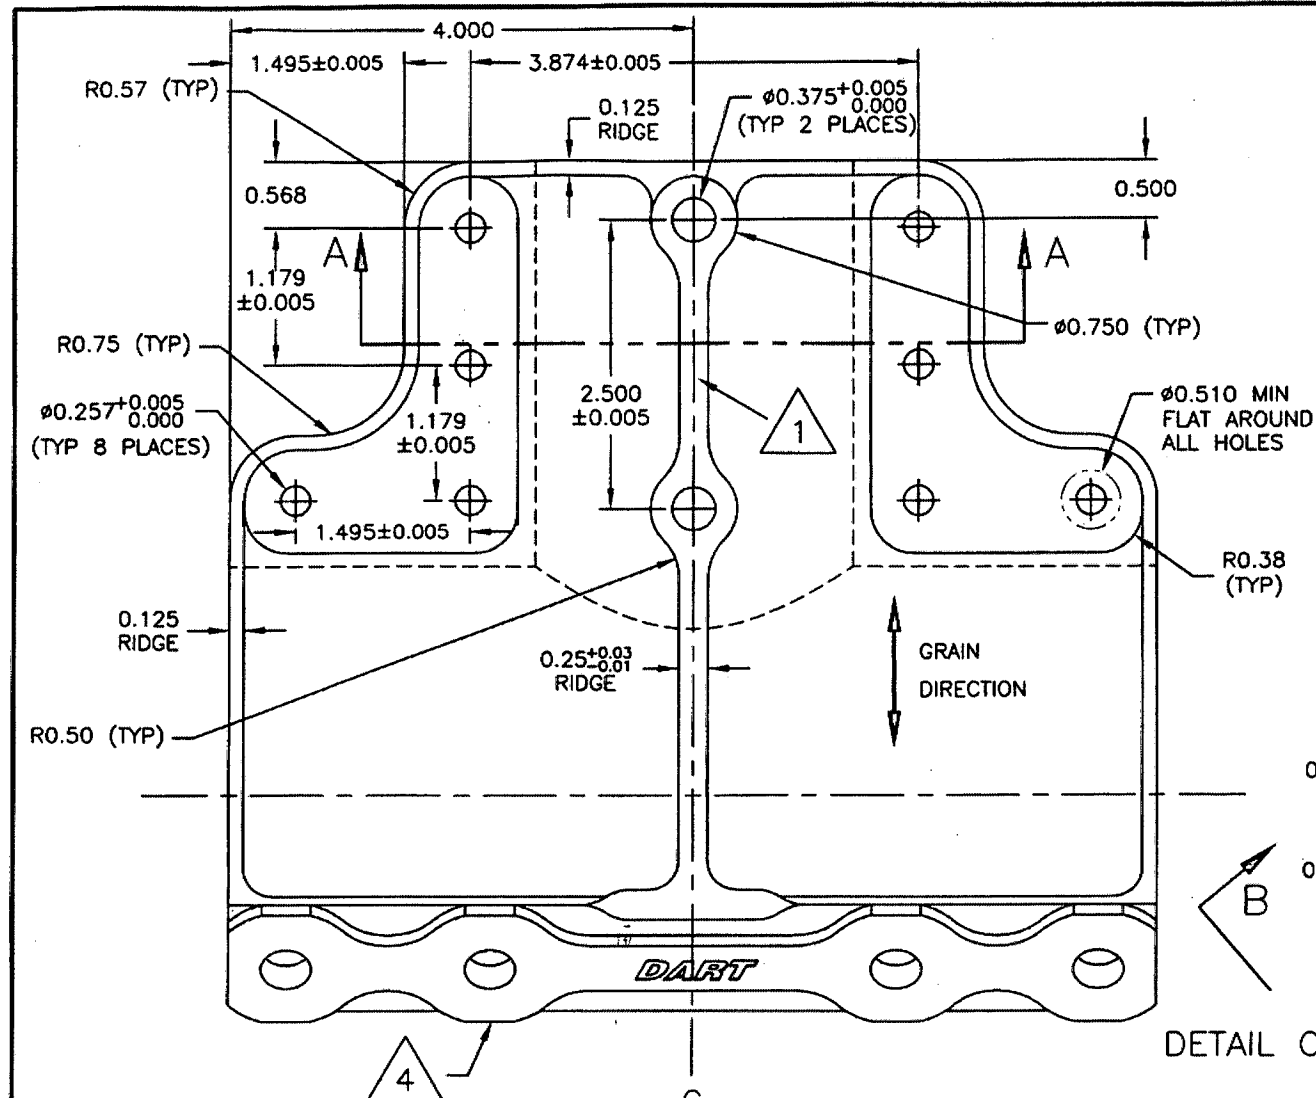 4.000
1.495±0.005
3.874±0.005
R0.57 (TYP)
0.125
RIDGE
ø0.375+0.005
0.000
(TYP 2 PLACES)
0.568
0.500
A
A
1.179
±0.005
R0.75 (TYP)
ø0.750 (TYP)
ø0.257+0.005
0.000
(TYP 8 PLACES)
1.179
±0.005
2.500
±0.005
1
ø0.510 MIN
FLAT AROUND
ALL HOLES
1.495±0.005
R0.38
(TYP)
0.125
RIDGE
0.25+0.03
-0.01
RIDGE
GRAIN
DIRECTION
R0.50 (TYP)
0
0
B
DART
DETAIL C
4